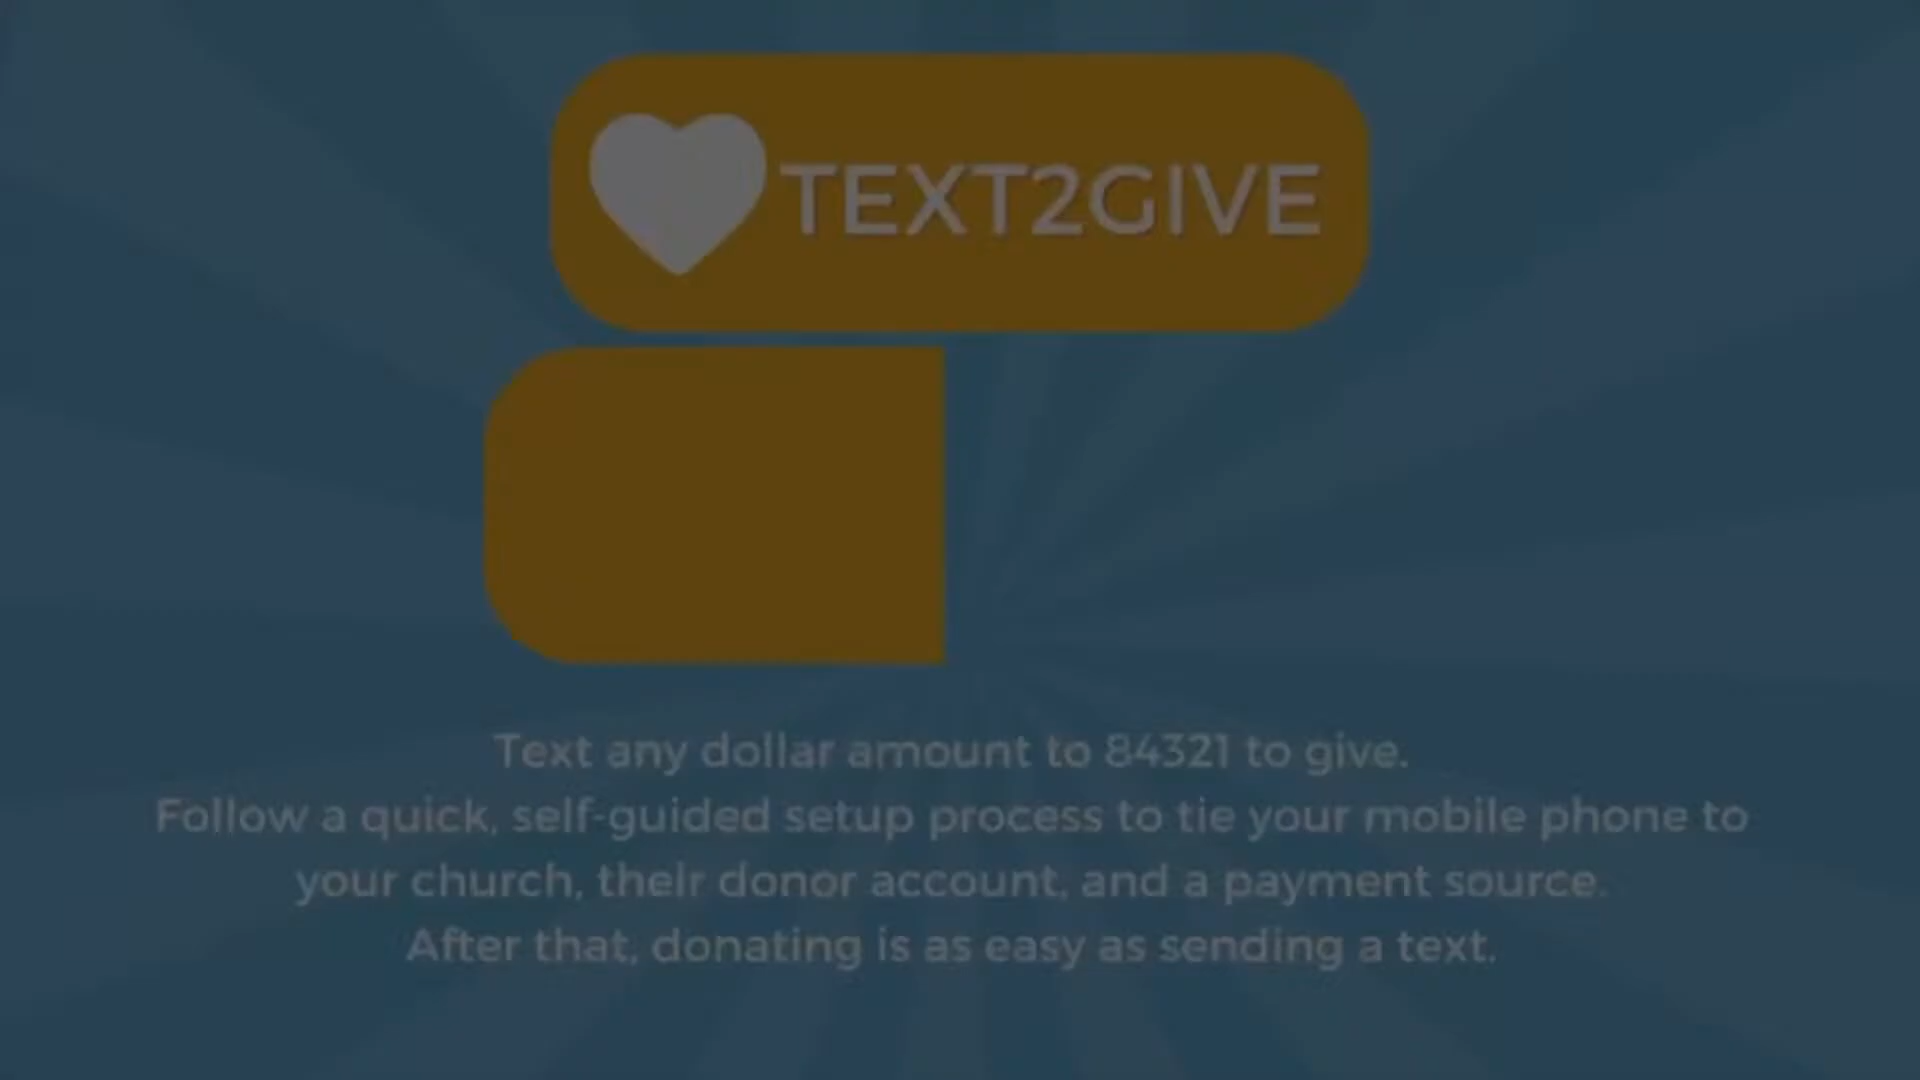 TEXT2GIVE
Text any dollar amount to 84321 to give.
Follow a quick, self-guided setup process to tie your mobile phone to
your church, their donor account, and a payment source.
After that, donating is as easy as sending a text.